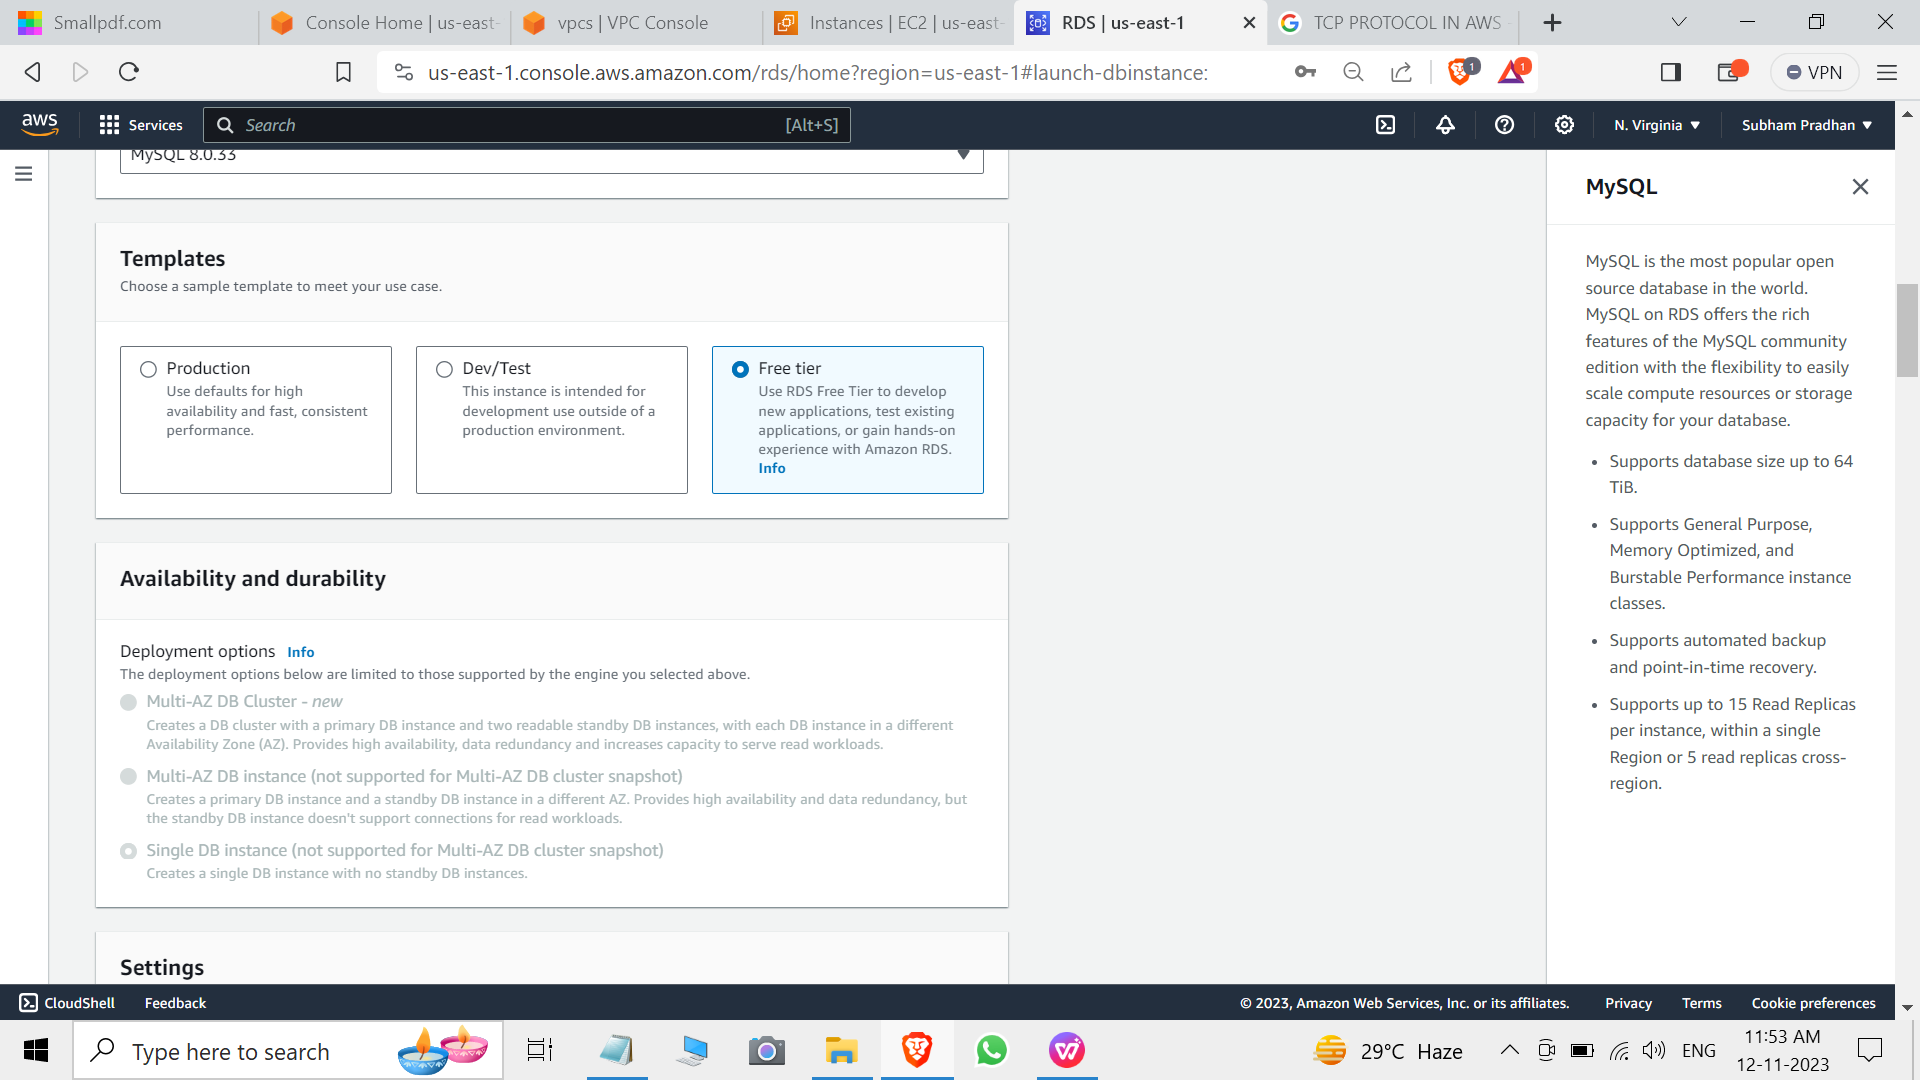 Smallpdf.com
Console Home | us-east-
vpcs | VPC Console
Instances | EC2 | us-east-
RDS | us-east-1
TCP PROTOCOL IN AWS -
us-east-1.console.aws.amazon.com/rds/home?region=us-east-1#launch-dbinstance:
1
1
VPN
aws
Services
Search
[Alt+S]
N. Virginia
Subham Pradhan
MySQL 8.0.33
Templates
Choose a sample template to meet your use case.
Production
Use defaults for high
availability and fast, consistent
performance.
Dev/Test
This instance is intended for
development use outside of a
production environment.
Free tier
Use RDS Free Tier to develop
new applications, test existing
applications, or gain hands-on
experience with Amazon RDS.
Info
Availability and durability
Deployment options Info
The deployment options below are limited to those supported by the engine you selected above.
Multi-AZ DB Cluster - new
Creates a DB cluster with a primary DB instance and two readable standby DB instances, with each DB instance in a different
Availability Zone (AZ). Provides high availability, data redundancy and increases capacity to serve read workloads.
Multi-AZ DB instance (not supported for Multi-AZ DB cluster snapshot)
Creates a primary DB instance and a standby DB instance in a different AZ. Provides high availability and data redundancy, but
the standby DB instance doesn't support connections for read workloads.
Single DB instance (not supported for Multi-AZ DB cluster snapshot)
Creates a single DB instance with no standby DB instances.
Settings
MySQL
MySQL is the most popular open
source database in the world.
MySQL on RDS offers the rich
features of the MySQL community
edition with the flexibility to easily
scale compute resources or storage
capacity for your database.
• Supports database size up to 64
TiB.
• Supports General Purpose,
Memory Optimized, and
Burstable Performance instance
classes.
• Supports automated backup
and point-in-time recovery.
• Supports up to 15 Read Replicas
per instance, within a single
Region or 5 read replicas cross-
region.
CloudShell
Feedback
© 2023, Amazon Web Services, Inc. or its affiliates.
Privacy
Terms
Cookie preferences
Type here to search
29°C Haze
ENG
11:53 AM
12-11-2023